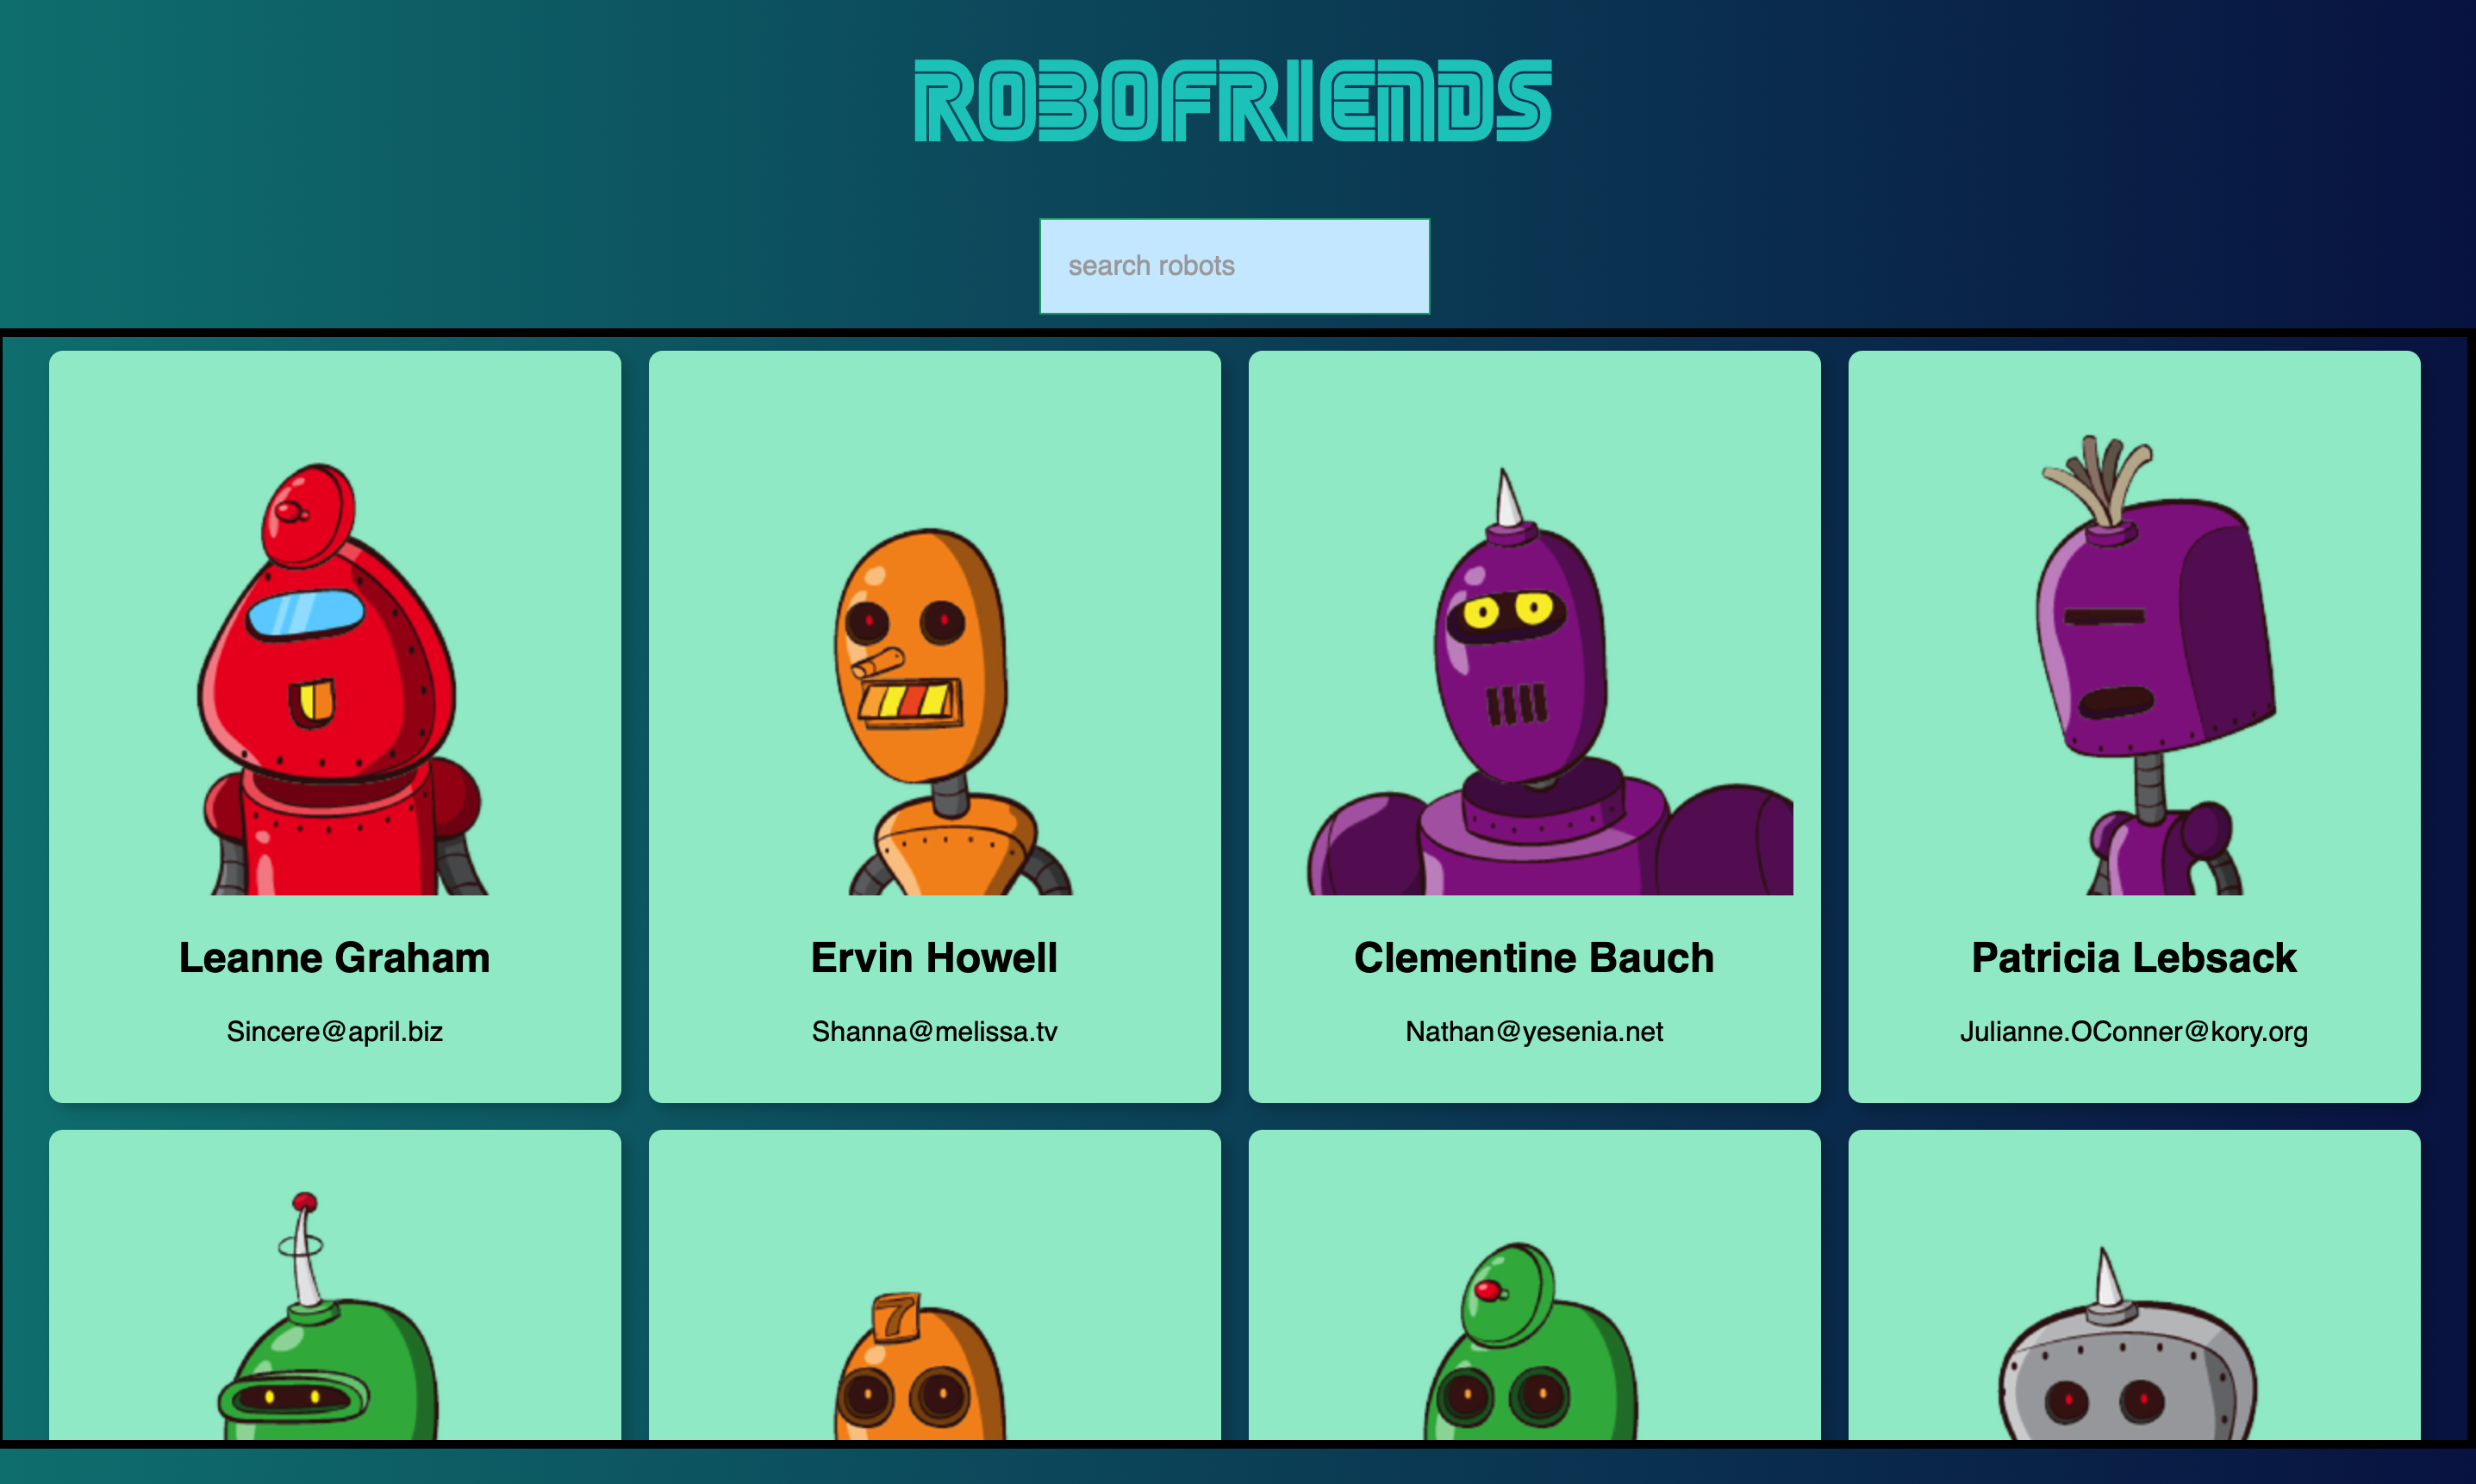 ROBOFRIENDS
search robots
Leanne Graham
Sincere@april.biz
Ervin Howell
Shanna@melissa.tv
Clementine Bauch
Nathan@yesenia.net
Patricia Lebsack
Julianne.OConner@kory.org
7